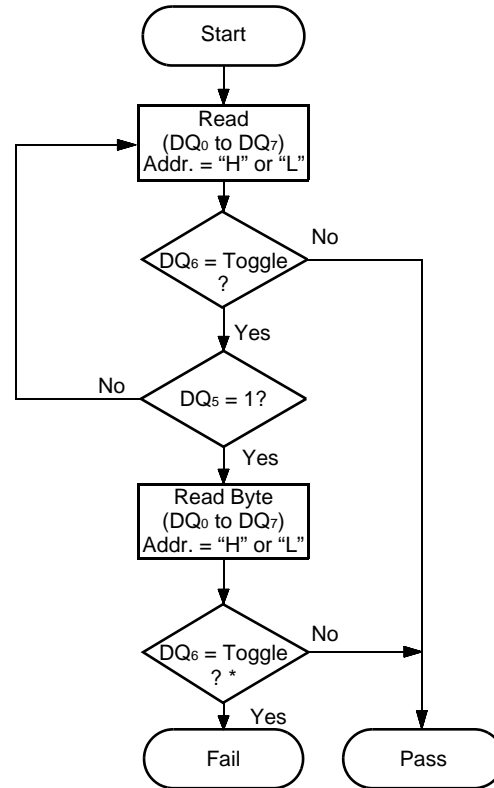 Start
Read
(DQ0 to DQ7)
Addr. = “H” or “L”
DQ6 = Toggle
?
No
Yes
DQ5 = 1?
No
Yes
Read Byte
(DQ0 to DQ7)
Addr. = “H” or “L”
DQ6 = Toggle
? *
No
Yes
Fail
Pass